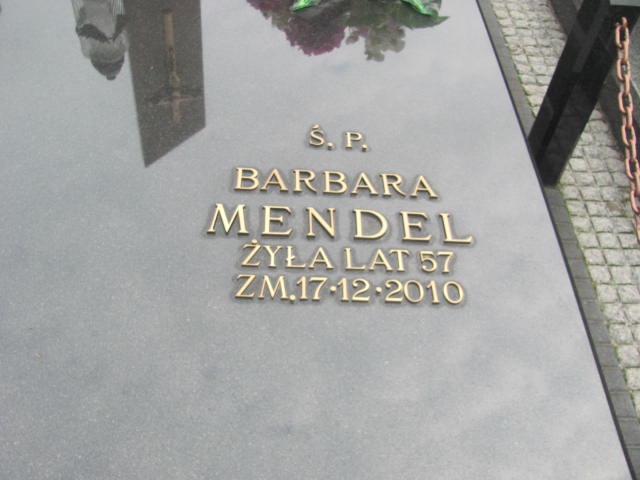 Ś. P.
BARBARA
MENDEL
ŻYŁA LAT 57
ZM. 17·12·2010